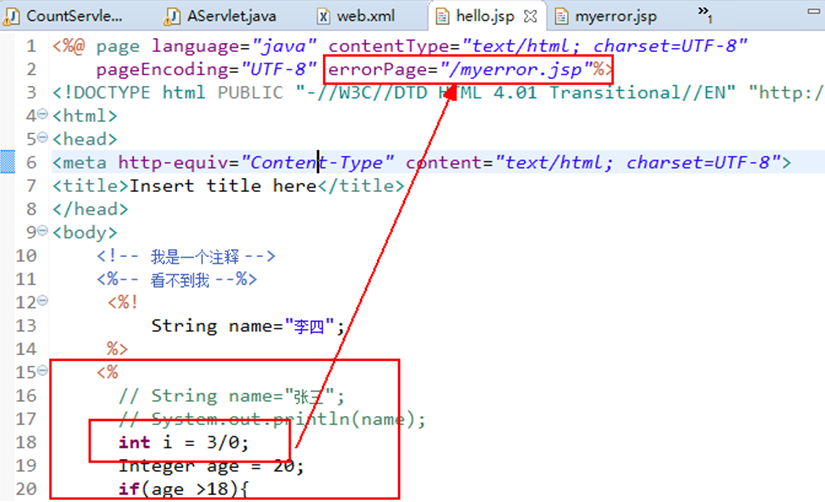 CountServle... AServlet.java web.xml hello.jsp myerror.jsp »1
1 <%@ page language="java" contentType="text/html; charset=UTF-8"
2 pageEncoding="UTF-8" errorPage="/myerror.jsp"%>
3 <!DOCTYPE html PUBLIC "-//W3C//DTD HTML 4.01 Transitional//EN" "http:/
4 <html>
5 <head>
6 <meta http-equiv="Content-Type" content="text/html; charset=UTF-8">
7 <title>Insert title here</title>
8 </head>
9 <body>
10 <!-- 我是一个注释 -->
11 <%-- 看不到我 --%>
12 <%!
13 String name="李四";
14 %>
15 <%
16 // String name="张三";
17 // System.out.println(name);
18 int i = 3/0;
19 Integer age = 20;
20 if(age >18){